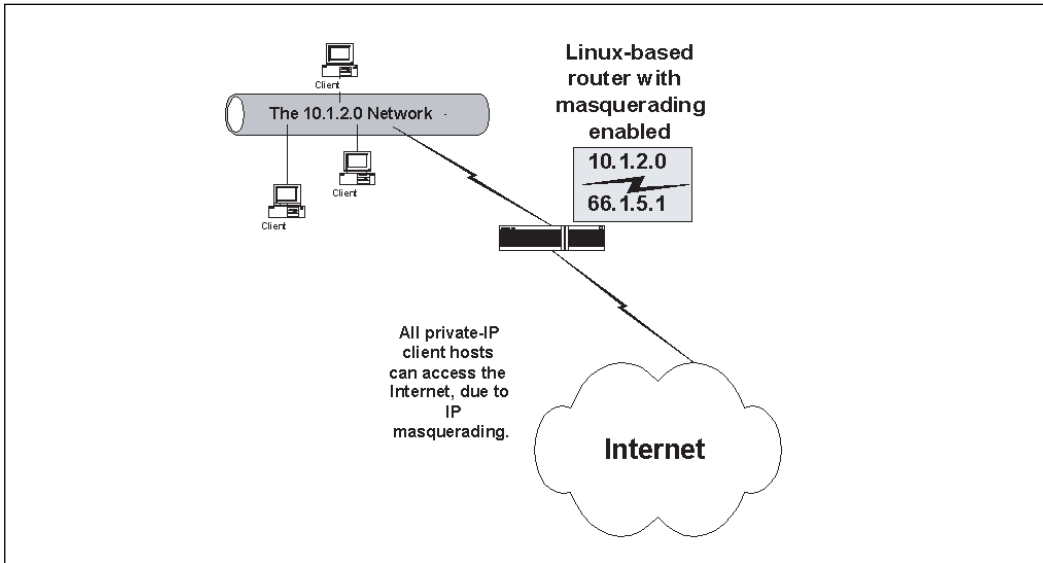 Linux-based
router with
masquerading
enabled
Client
The 10.1.2.0 Network
10.1.2.0
66.1.5.1
Client
Client
All private-IP
client hosts
can access the
Internet, due to
IP
masquerading.
Internet